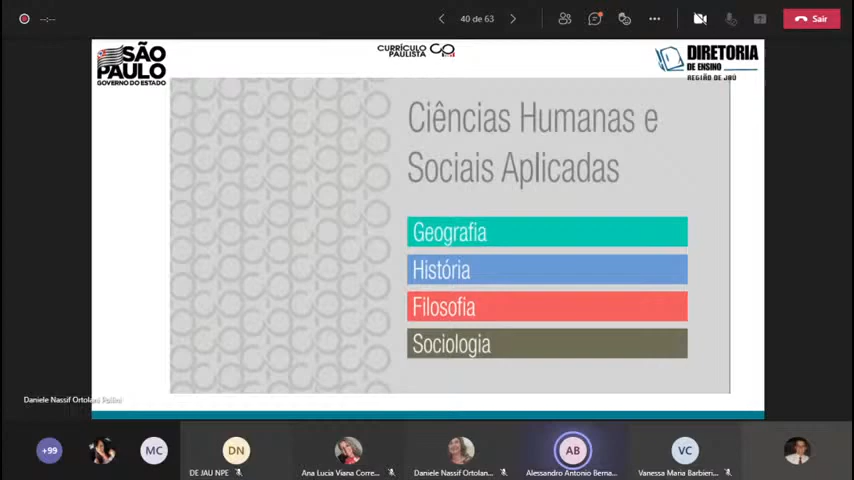 --:--
40 de 63
Sair
SÃO
PAULO
GOVERNO DO ESTADO
CURRÍCULO
PAULISTA
DIRETORIA
DE ENSINO
REGIÃO DE JAÚ
Ciências Humanas e
Sociais Aplicadas
Geografia
História
Filosofia
Sociologia
Daniele Nassif Ortolani Pallini
+99
MC
DN
AB
VC
DE JAU NPE
Ana Lucia Viana Corre...
Daniele Nassif Ortolan...
Alessandro Antonio Berna...
Vanessa Maria Barbieri...